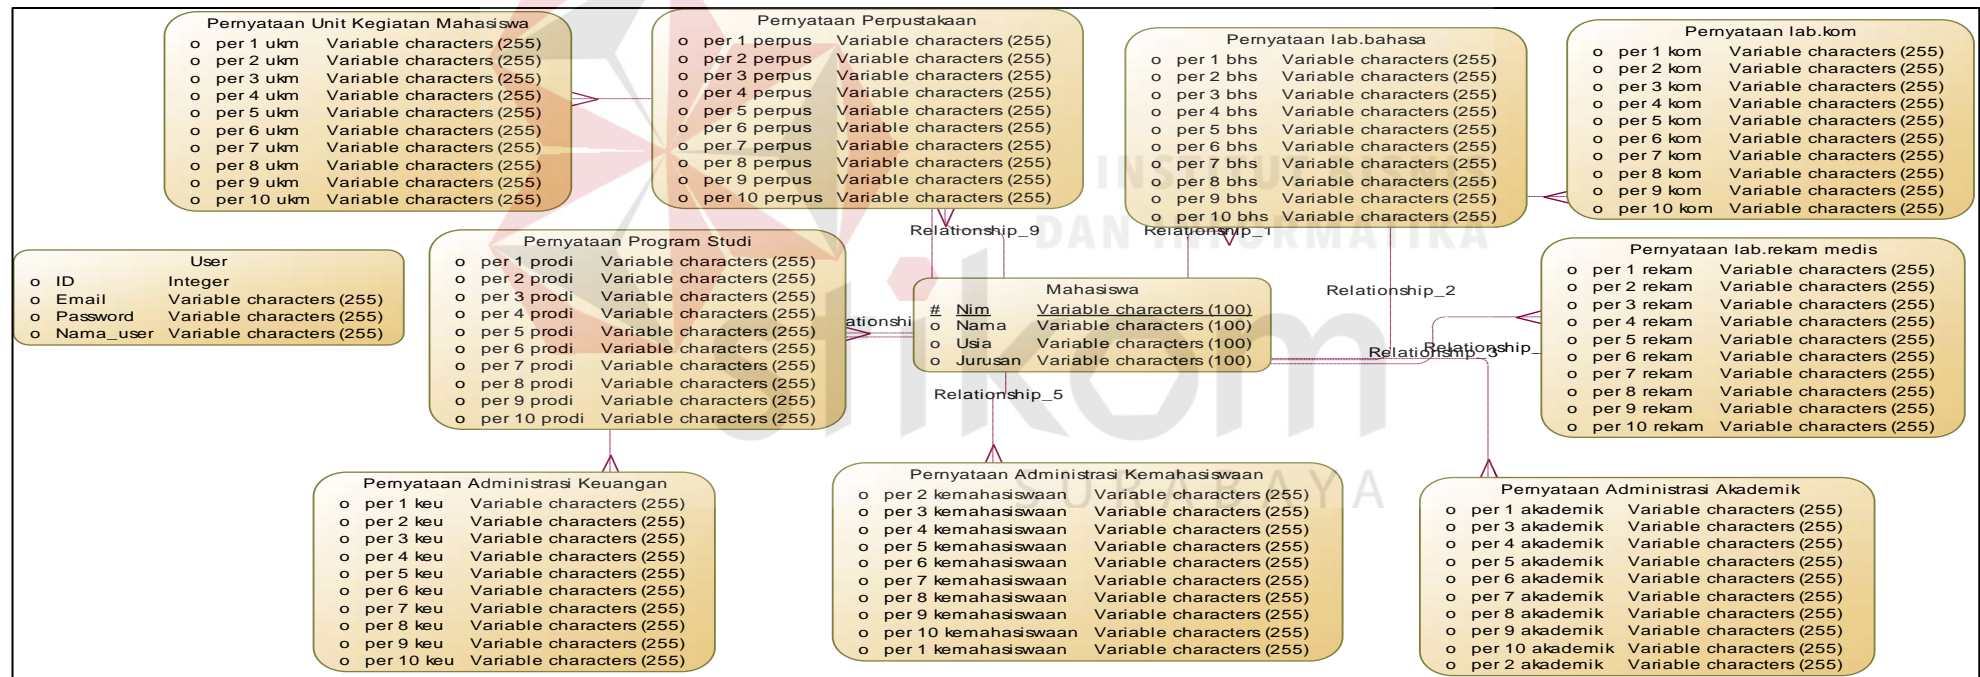 Pernyataan Unit Kegiatan Mahasiswa
o per 1 ukm Variable characters (255)
o per 2 ukm Variable characters (255)
o per 3 ukm Variable characters (255)
o per 4 ukm Variable characters (255)
o per 5 ukm Variable characters (255)
o per 6 ukm Variable characters (255)
o per 7 ukm Variable characters (255)
o per 8 ukm Variable characters (255)
o per 9 ukm Variable characters (255)
o per 10 ukm Variable characters (255)
Pernyataan Perpustakaan
o per 1 perpus Variable characters (255)
o per 2 perpus Variable characters (255)
o per 3 perpus Variable characters (255)
o per 4 perpus Variable characters (255)
o per 5 perpus Variable characters (255)
o per 6 perpus Variable characters (255)
o per 7 perpus Variable characters (255)
o per 8 perpus Variable characters (255)
o per 9 perpus Variable characters (255)
o per 10 perpus Variable characters (255)
Pernyataan lab.bahasa
o per 1 bhs Variable characters (255)
o per 2 bhs Variable characters (255)
o per 3 bhs Variable characters (255)
o per 4 bhs Variable characters (255)
o per 5 bhs Variable characters (255)
o per 6 bhs Variable characters (255)
o per 7 bhs Variable characters (255)
o per 8 bhs Variable characters (255)
o per 9 bhs Variable characters (255)
o per 10 bhs Variable characters (255)
Pernyataan lab.kom
o per 1 kom Variable characters (255)
o per 2 kom Variable characters (255)
o per 3 kom Variable characters (255)
o per 4 kom Variable characters (255)
o per 5 kom Variable characters (255)
o per 6 kom Variable characters (255)
o per 7 kom Variable characters (255)
o per 8 kom Variable characters (255)
o per 9 kom Variable characters (255)
o per 10 kom Variable characters (255)
INSTITUT BISNIS
DAN INFORMATIKA
Relationship_9
Relationship_1
User
o ID Integer
o Email Variable characters (255)
o Password Variable characters (255)
o Nama_user Variable characters (255)
Pernyataan Program Studi
o per 1 prodi Variable characters (255)
o per 2 prodi Variable characters (255)
o per 3 prodi Variable characters (255)
o per 4 prodi Variable characters (255)
o per 5 prodi Variable characters (255)
o per 6 prodi Variable characters (255)
o per 7 prodi Variable characters (255)
o per 8 prodi Variable characters (255)
o per 9 prodi Variable characters (255)
o per 10 prodi Variable characters (255)
ationshi
Mahasiswa
# Nim Variable characters (100)
o Nama Variable characters (100)
o Usia Variable characters (100)
o Jurusan Variable characters (100)
Relationship_2
Relationship_3
Relationship_
Relationship_5
Pernyataan lab.rekam medis
o per 1 rekam Variable characters (255)
o per 2 rekam Variable characters (255)
o per 3 rekam Variable characters (255)
o per 4 rekam Variable characters (255)
o per 5 rekam Variable characters (255)
o per 6 rekam Variable characters (255)
o per 7 rekam Variable characters (255)
o per 8 rekam Variable characters (255)
o per 9 rekam Variable characters (255)
o per 10 rekam Variable characters (255)
stikom
SURABAYA
Pernyataan Administrasi Keuangan
o per 1 keu Variable characters (255)
o per 2 keu Variable characters (255)
o per 3 keu Variable characters (255)
o per 4 keu Variable characters (255)
o per 5 keu Variable characters (255)
o per 6 keu Variable characters (255)
o per 7 keu Variable characters (255)
o per 8 keu Variable characters (255)
o per 9 keu Variable characters (255)
o per 10 keu Variable characters (255)
Pernyataan Administrasi Kemahasiswaan
o per 2 kemahasiswaan Variable characters (255)
o per 3 kemahasiswaan Variable characters (255)
o per 4 kemahasiswaan Variable characters (255)
o per 5 kemahasiswaan Variable characters (255)
o per 6 kemahasiswaan Variable characters (255)
o per 7 kemahasiswaan Variable characters (255)
o per 8 kemahasiswaan Variable characters (255)
o per 9 kemahasiswaan Variable characters (255)
o per 10 kemahasiswaan Variable characters (255)
o per 1 kemahasiswaan Variable characters (255)
Pernyataan Administrasi Akademik
o per 1 akademik Variable characters (255)
o per 3 akademik Variable characters (255)
o per 4 akademik Variable characters (255)
o per 5 akademik Variable characters (255)
o per 6 akademik Variable characters (255)
o per 7 akademik Variable characters (255)
o per 8 akademik Variable characters (255)
o per 9 akademik Variable characters (255)
o per 10 akademik Variable characters (255)
o per 2 akademik Variable characters (255)